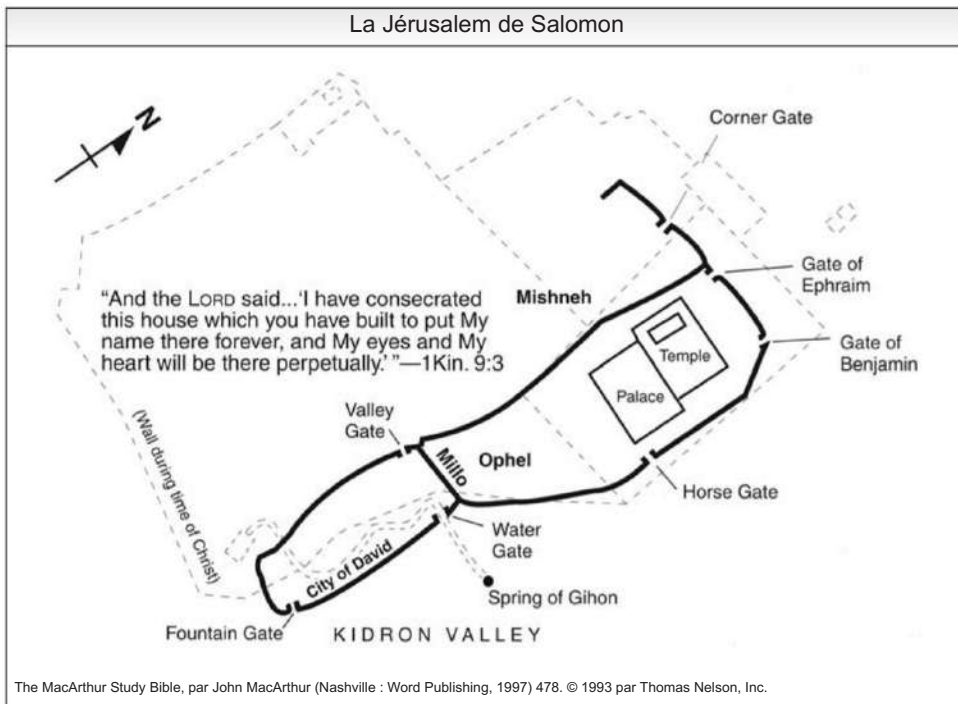 La Jérusalem de Salomon
N
Corner Gate
Gate of
Ephraim
Mishneh
“And the LORD said...‘I have consecrated
this house which you have built to put My
name there forever, and My eyes and My
heart will be there perpetually.’ ”—1Kin. 9:3
Temple
Gate of
Benjamin
Palace
Valley
Gate
(Wall during time of Christ)
Millo
Ophel
Horse Gate
Water
Gate
City of David
Spring of Gihon
Fountain Gate
KIDRON VALLEY
The MacArthur Study Bible, par John MacArthur (Nashville : Word Publishing, 1997) 478. © 1993 par Thomas Nelson, Inc.